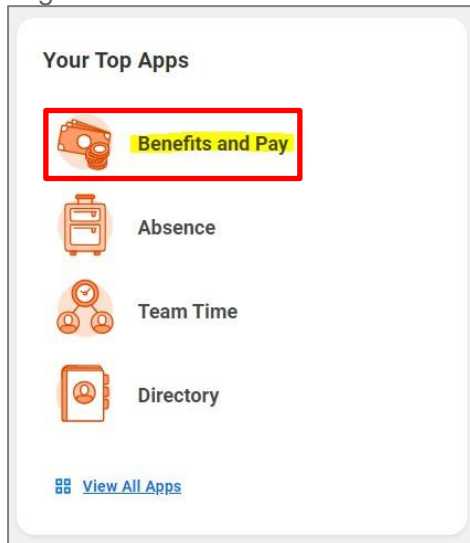 Your Top Apps
Benefits and Pay
Absence
Team Time
Directory
View All Apps